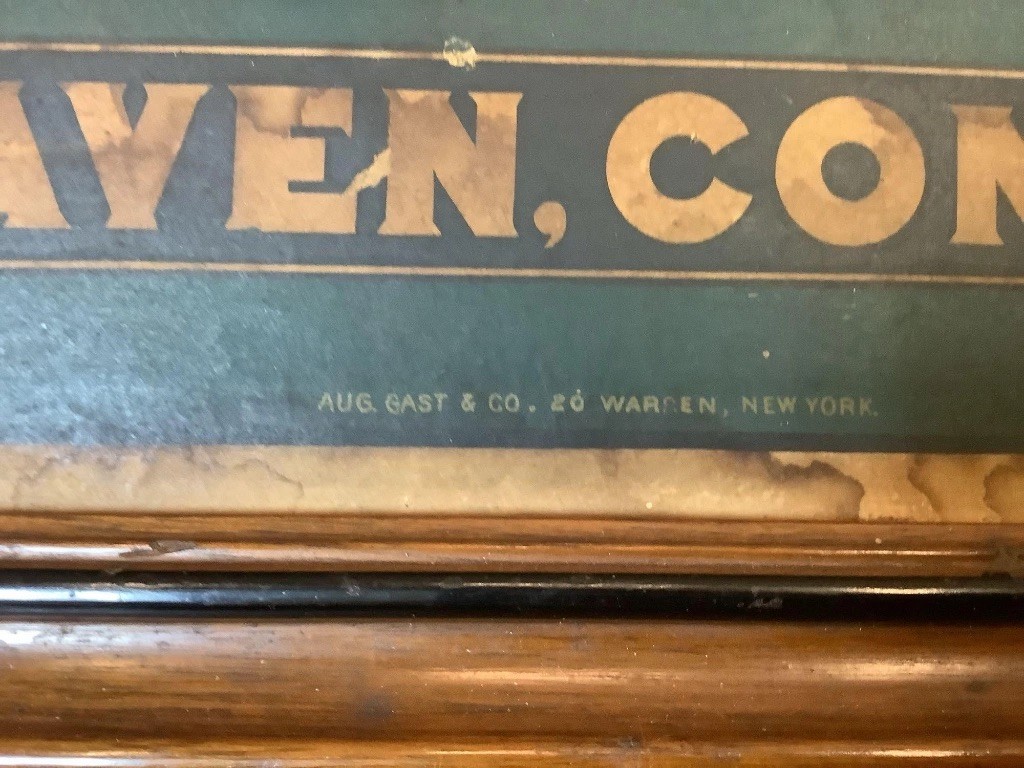 AVEN, CON
AUG. GAST & CO. 20 WARREN, NEW YORK.